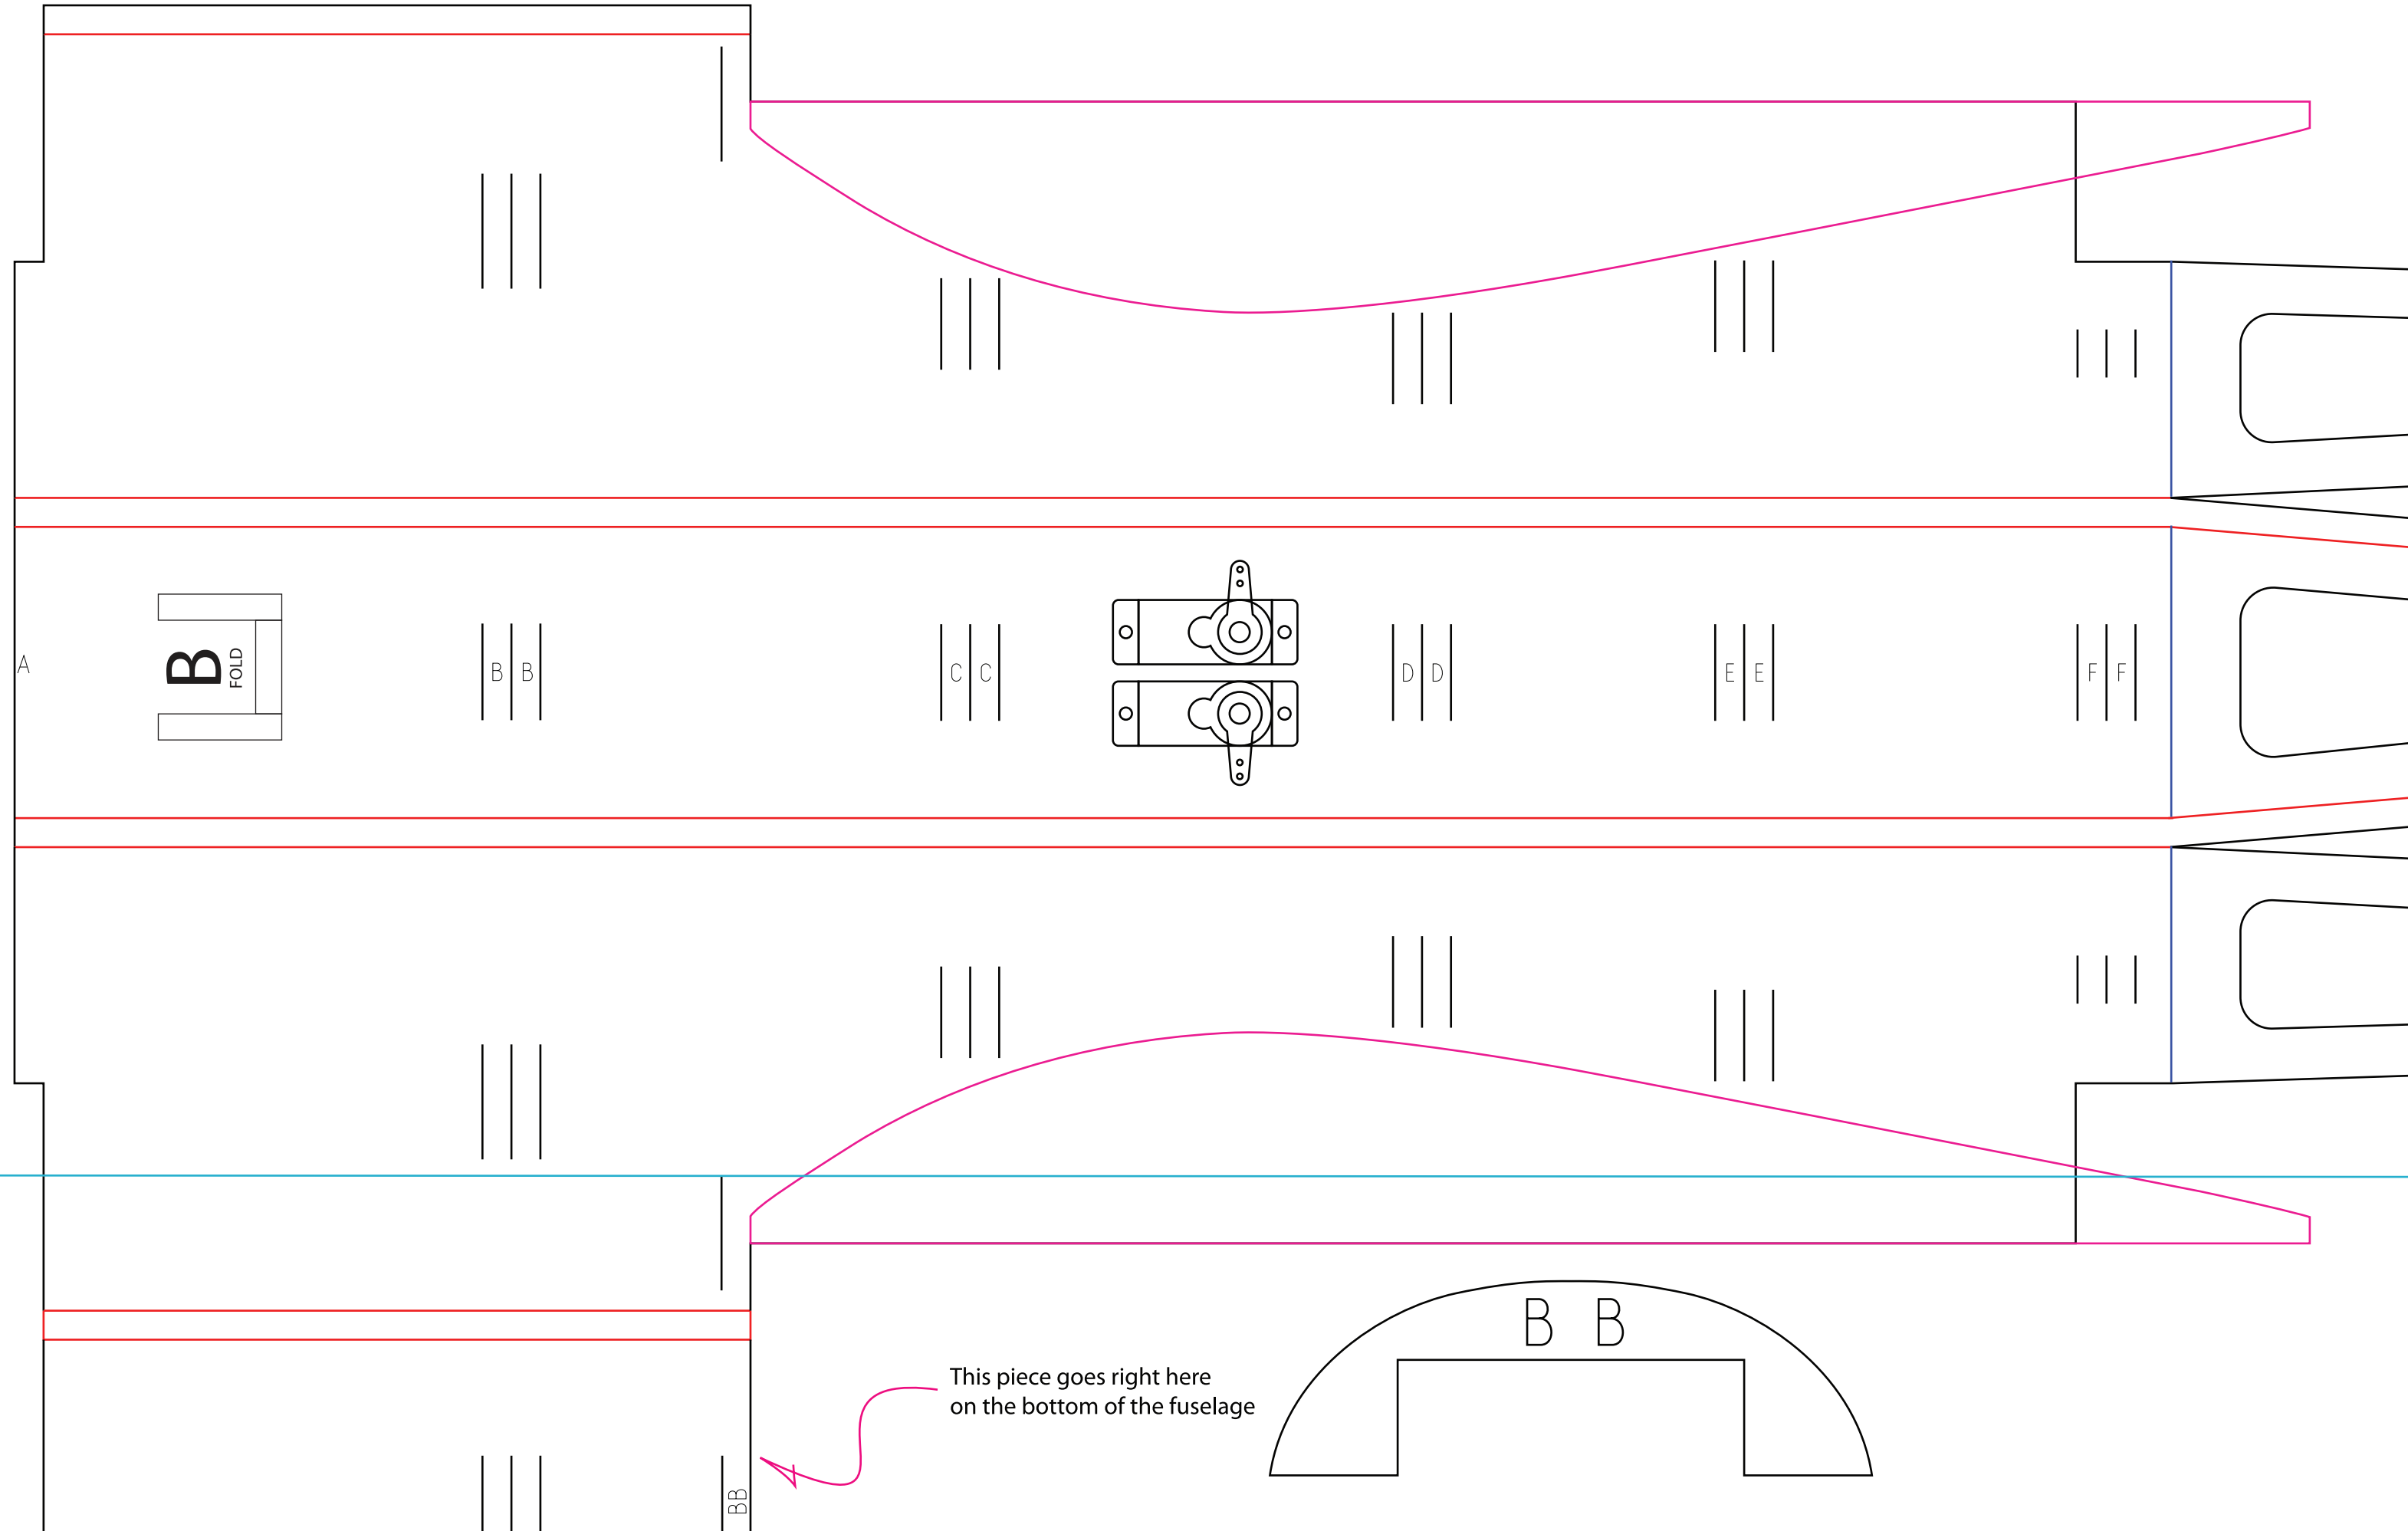 A
B
FOLD
B B
C C
D D
E E
F F
B B
This piece goes right here
on the bottom of the fuselage
BB